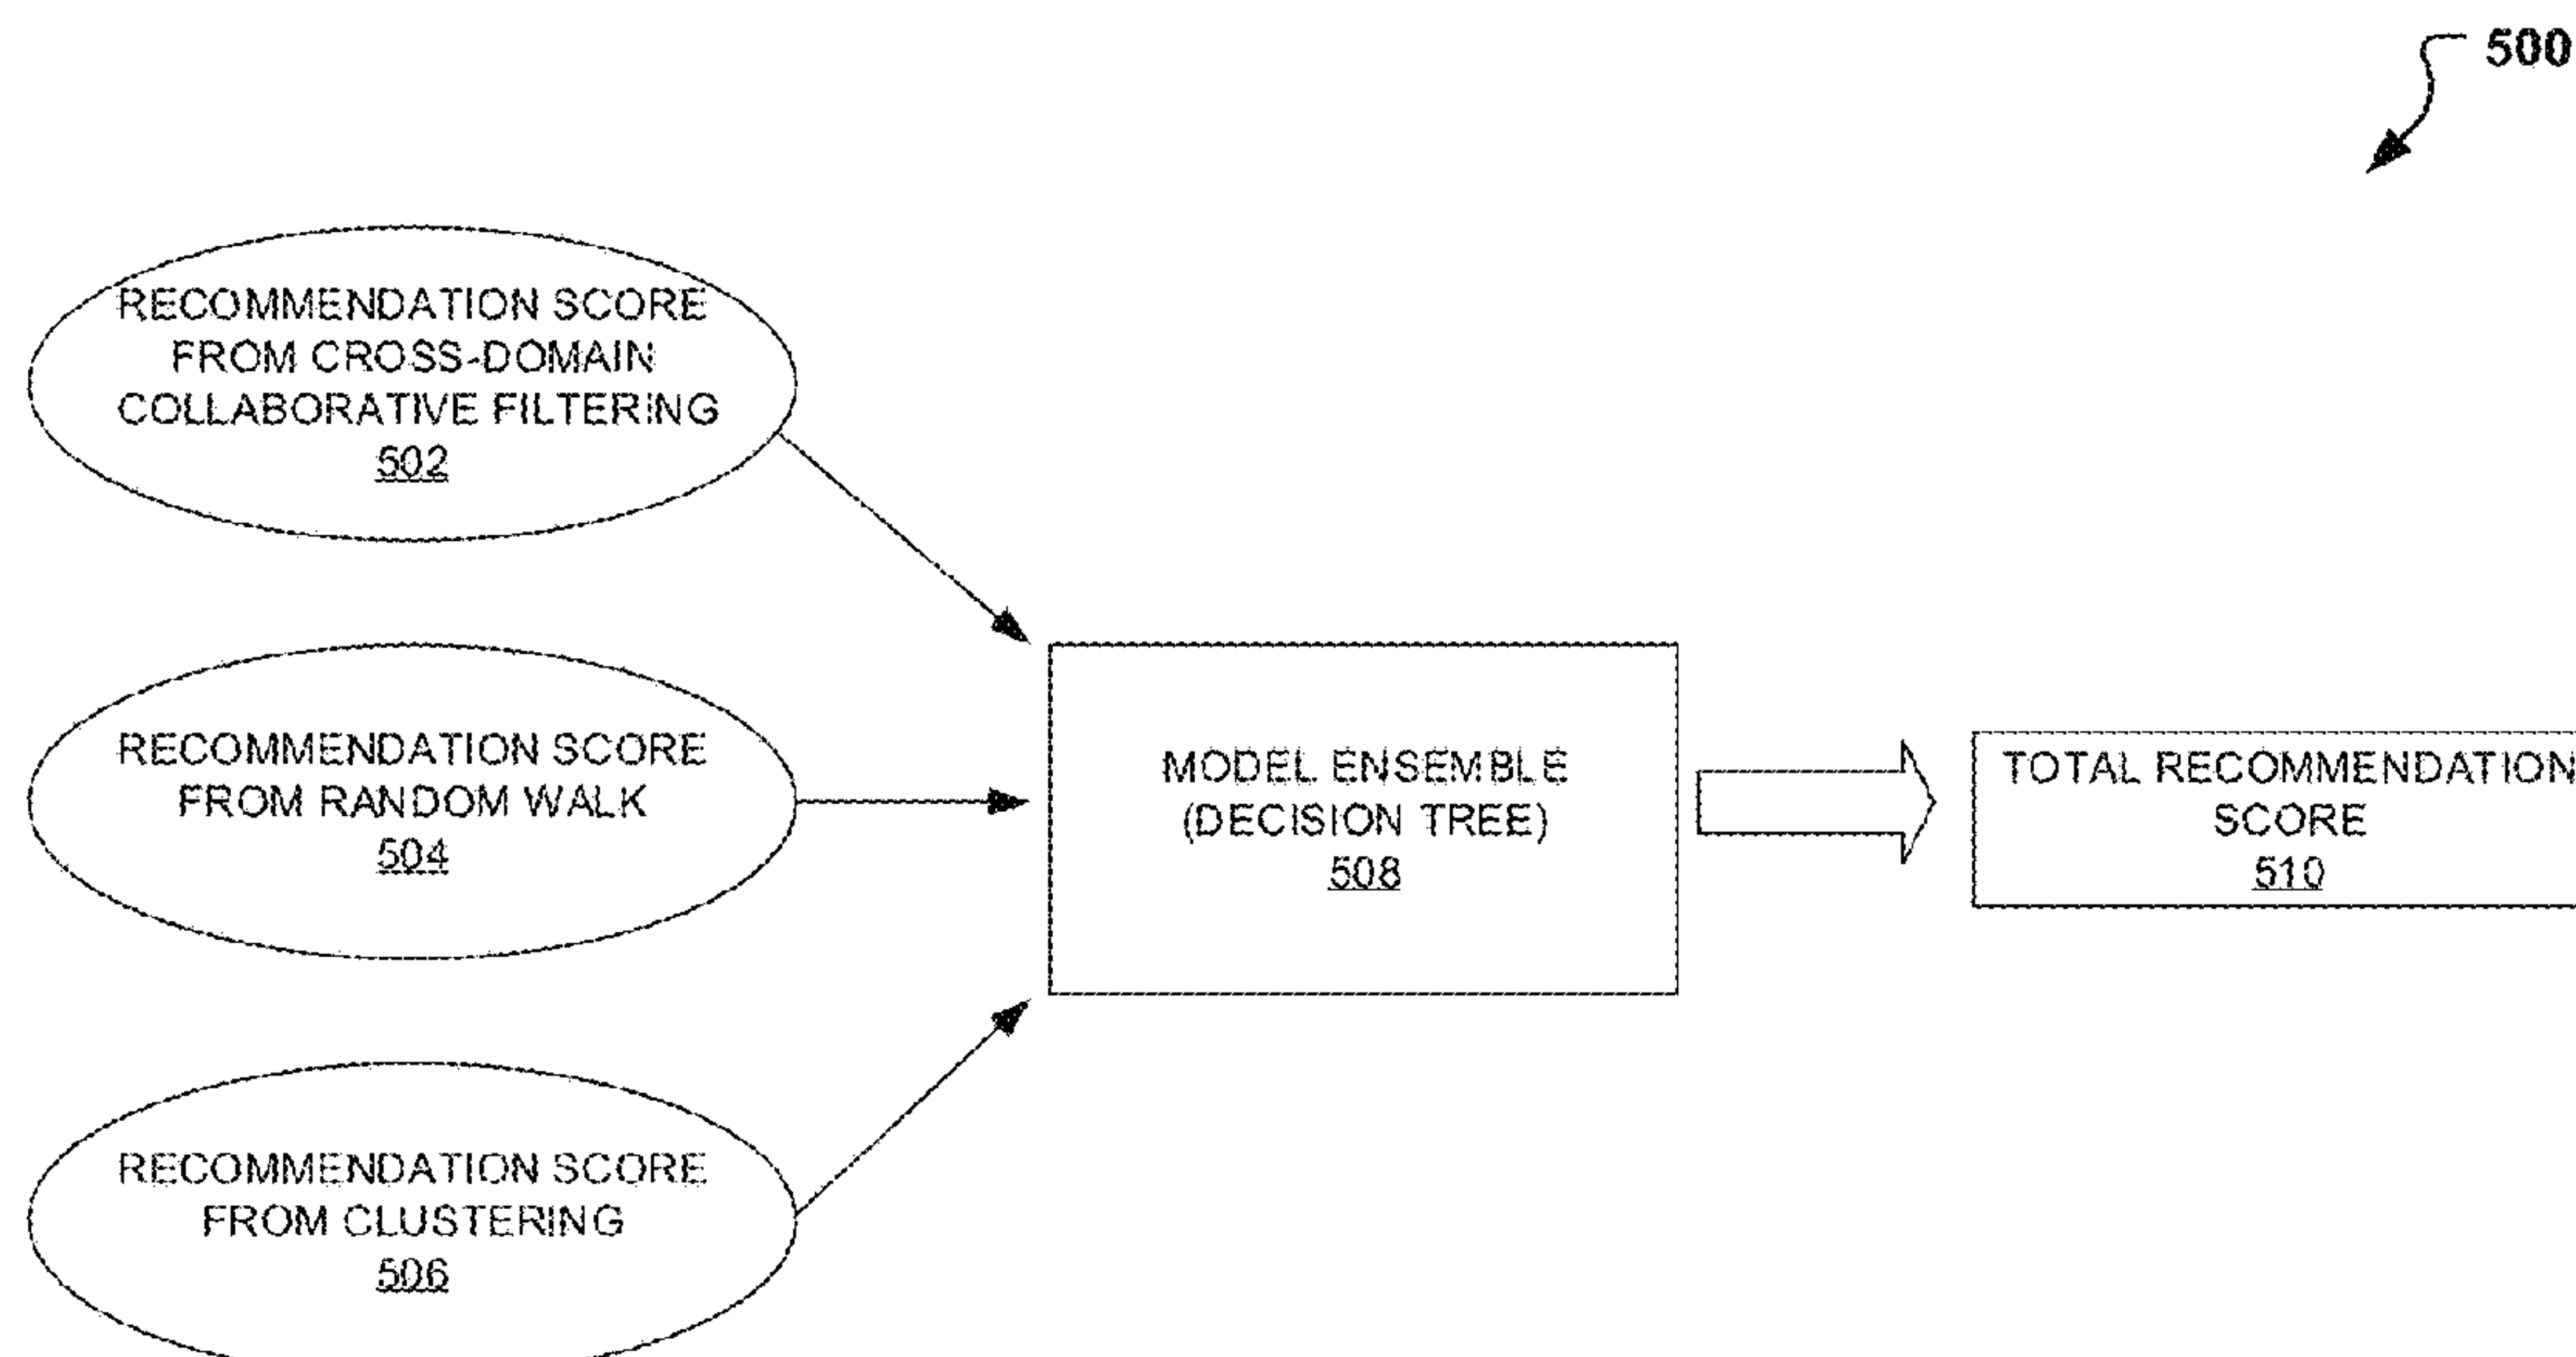 500
RECOMMENDATION SCORE
FROM CROSS-DOMAIN
COLLABORATIVE FILTERING
502
RECOMMENDATION SCORE
FROM RANDOM WALK
504
MODEL ENSEMBLE
(DECISION TREE)
508
TOTAL RECOMMENDATION
SCORE
510
RECOMMENDATION SCORE
FROM CLUSTERING
506